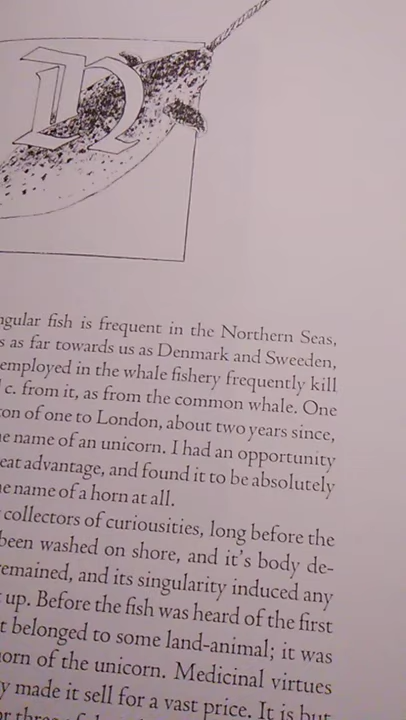 n
ngular fish is frequent in the Northern Seas,
s as far towards us as Denmark and Sweeden,
employed in the whale fishery frequently kill
c. from it, as from the common whale. One
ton of one to London, about two years since,
e name of an unicorn. I had an opportunity
eat advantage, and found it to be absolutely
e name of a horn at all.
collectors of curiousities, long before the
been washed on shore, and it's body de-
emained, and its singularity induced any
up. Before the fish was heard of the first
t belonged to some land-animal; it was
orn of the unicorn. Medicinal virtues
y made it sell for a vast price. It is but